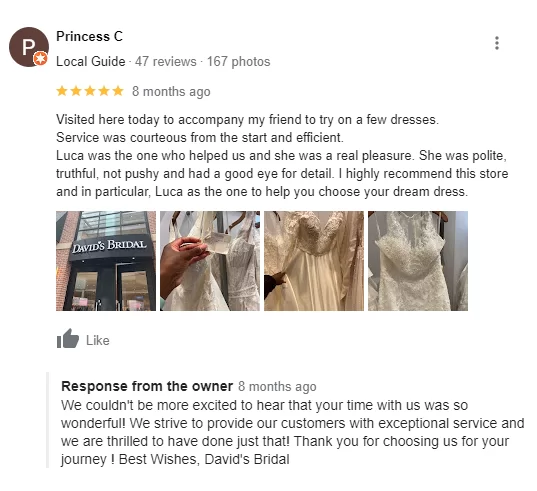 P
Princess C
Local Guide · 47 reviews · 167 photos
8 months ago
Visited here today to accompany my friend to try on a few dresses.
Service was courteous from the start and efficient.
Luca was the one who helped us and she was a real pleasure. She was polite,
truthful, not pushy and had a good eye for detail. I highly recommend this store
and in particular, Luca as the one to help you choose your dream dress.
DAVID'S BRIDAL
Like
Response from the owner 8 months ago
We couldn't be more excited to hear that your time with us was so
wonderful! We strive to provide our customers with exceptional service and
we are thrilled to have done just that! Thank you for choosing us for your
journey ! Best Wishes, David's Bridal